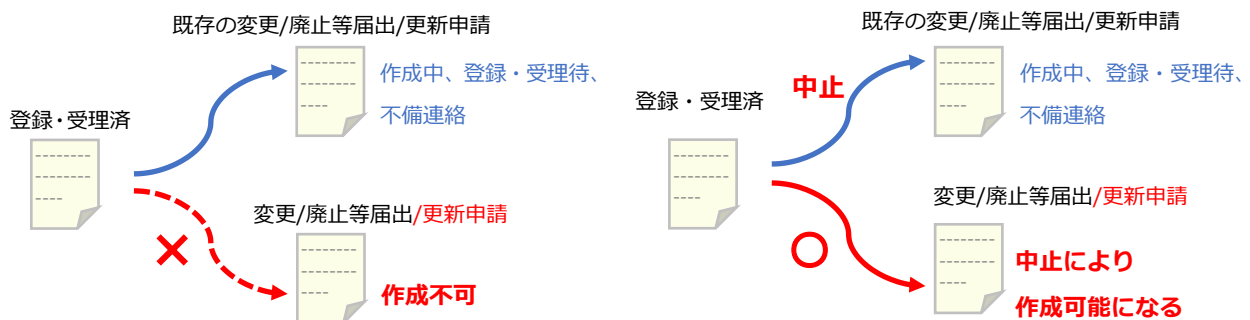 既存の変更/廃止等届出/更新申請
作成中、登録・受理待、
不備連絡
登録・受理済
変更/廃止等届出/更新申請
×
作成不可
既存の変更/廃止等届出/更新申請
中止
作成中、登録・受理待、
不備連絡
登録・受理済
変更/廃止等届出/更新申請
○
中止により
作成可能になる